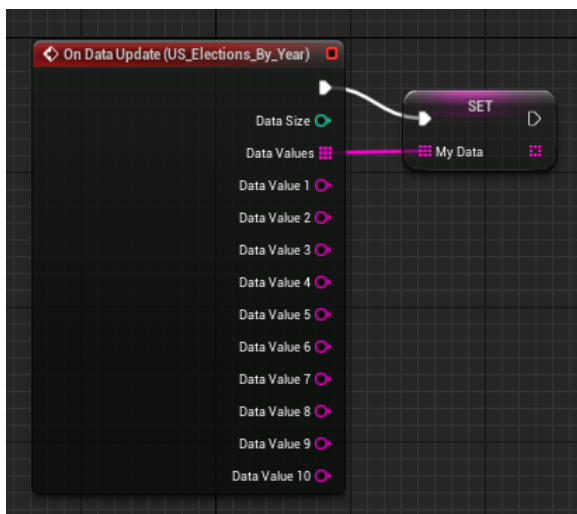 On Data Update (US_Elections_By_Year)
SET
Data Size
Data Values
My Data
Data Value 1
Data Value 2
Data Value 3
Data Value 4
Data Value 5
Data Value 6
Data Value 7
Data Value 8
Data Value 9
Data Value 10